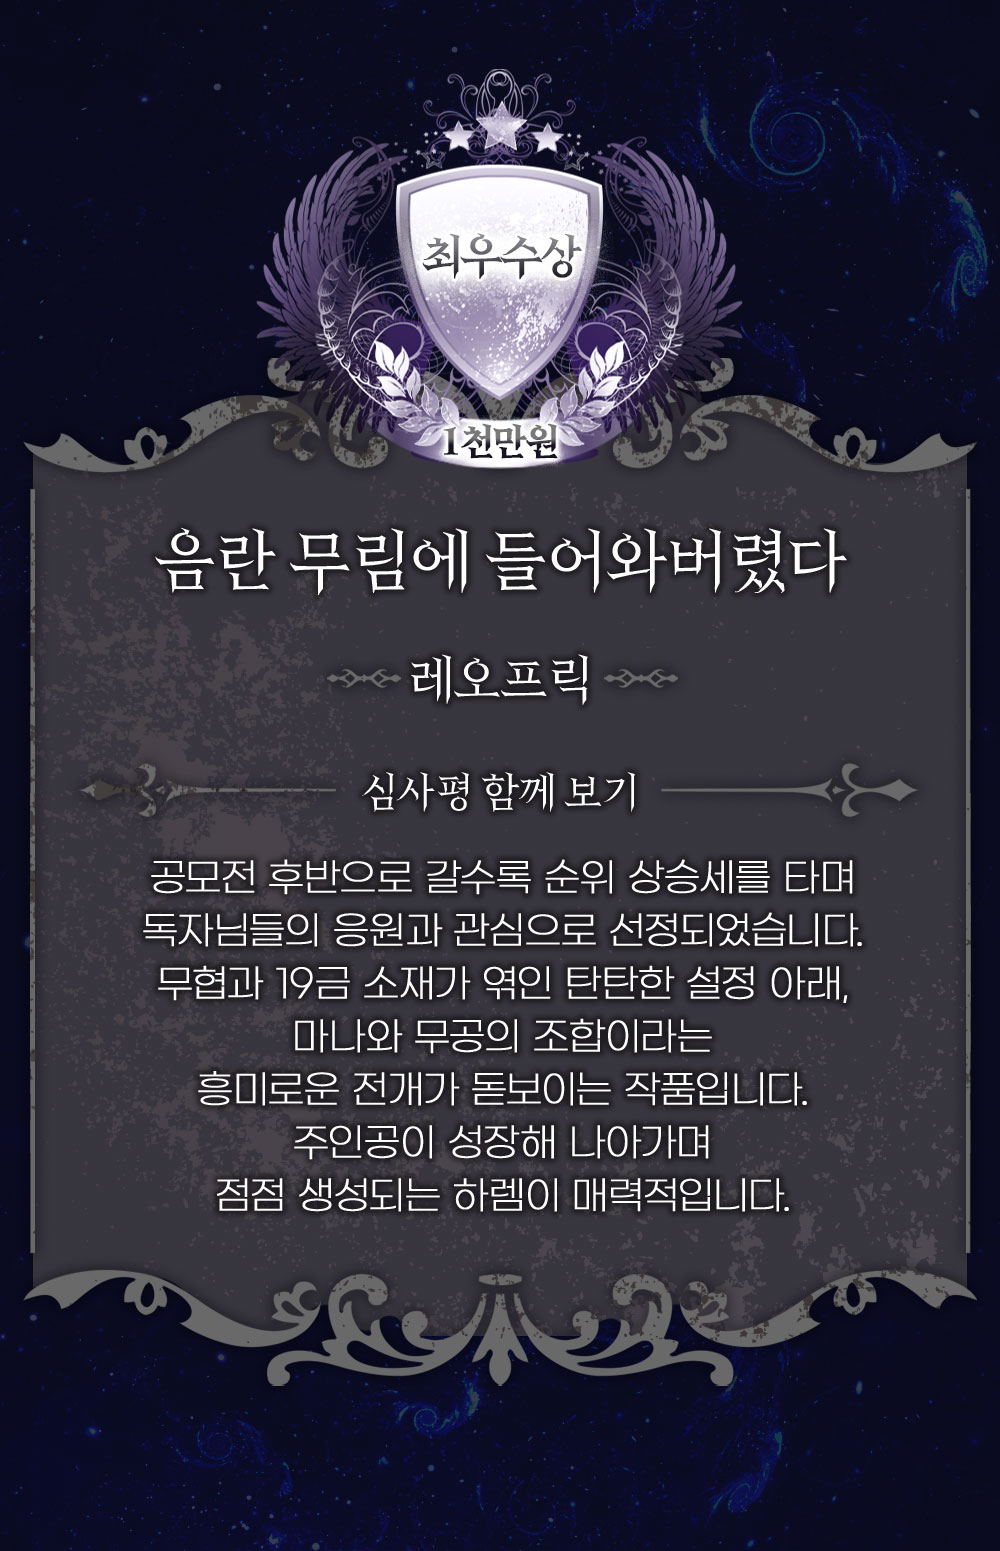 최우수상
1천만원
음란 무림에 들어와버렸다
레오프릭
심사평 함께 보기
공모전 후반으로 갈수록 순위 상승세를 타며
독자님들의 응원과 관심으로 선정되었습니다.
무협과 19금 소재가 엮인 탄탄한 설정 아래,
마나와 무공의 조합이라는
흥미로운 전개가 돋보이는 작품입니다.
주인공이 성장해 나아가며
점점 생성되는 하렘이 매력적입니다.